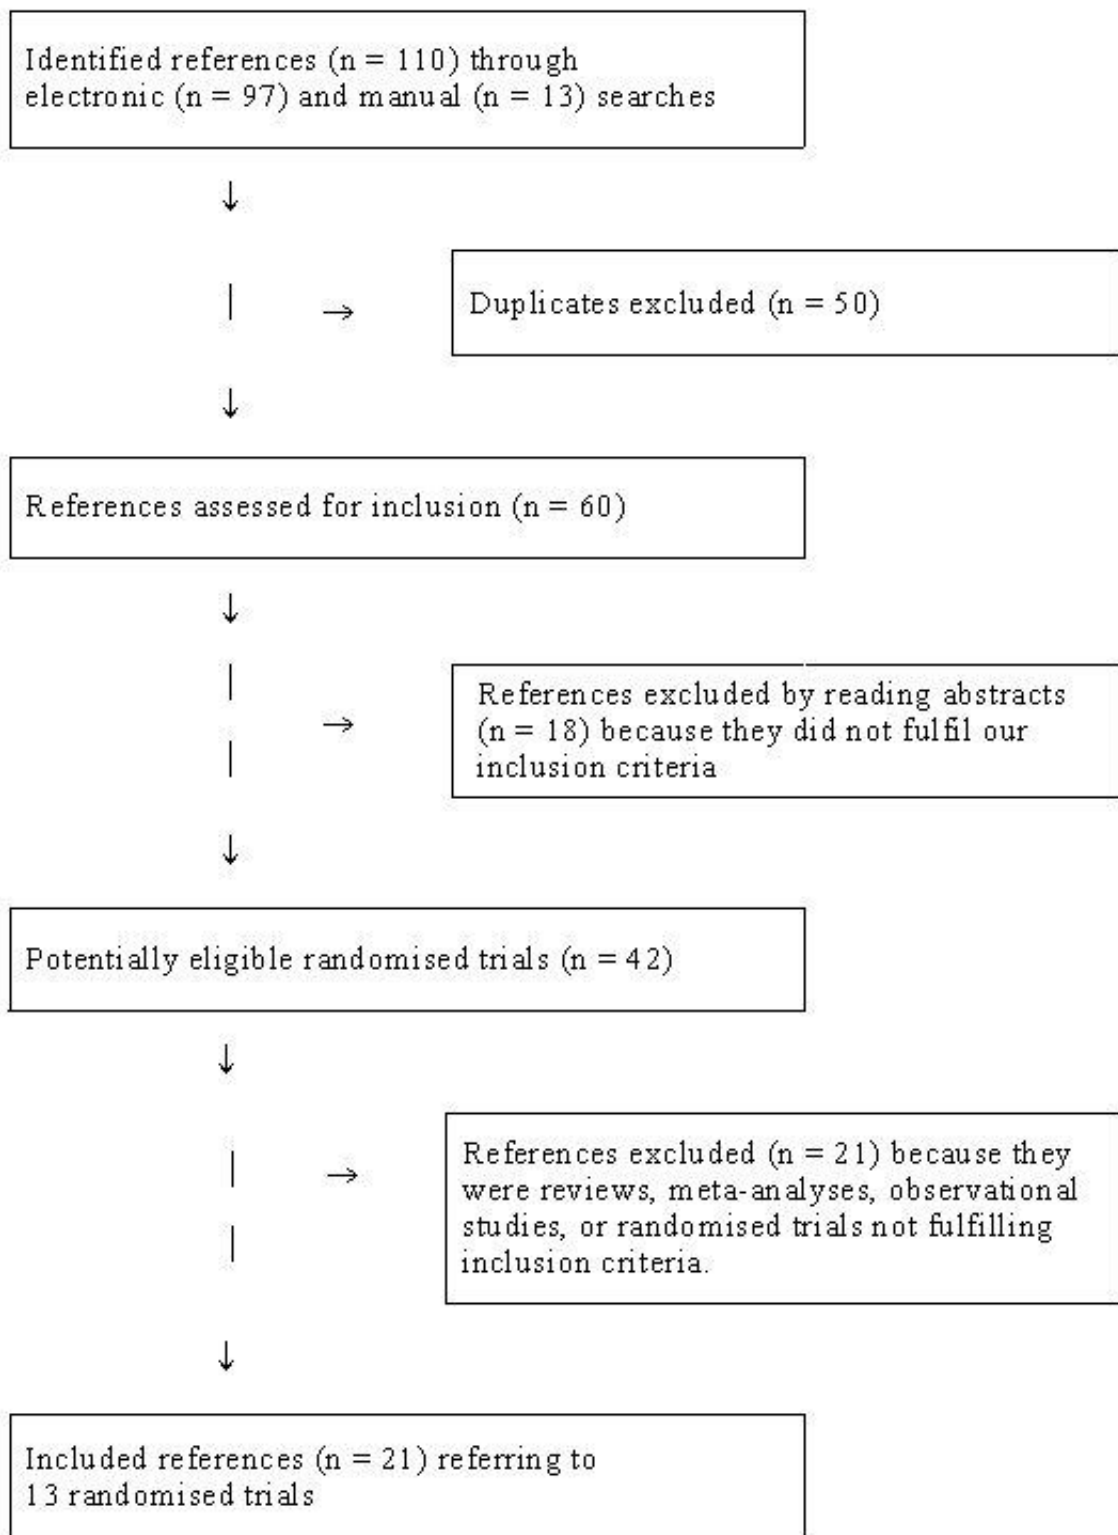 Identified references (n = 110) through
electronic (n = 97) and manual (n = 13) searches
Duplicates excluded (n = 50)
References assessed for inclusion (n = 60)
References excluded by reading abstracts
(n = 18) because they did not fulfil our
inclusion criteria
Potentially eligible randomised trials (n = 42)
References excluded (n = 21) because they
were reviews, meta-analyses, observational
studies, or randomised trials not fulfilling
inclusion criteria.
Included references (n = 21) referring to
13 randomised trials